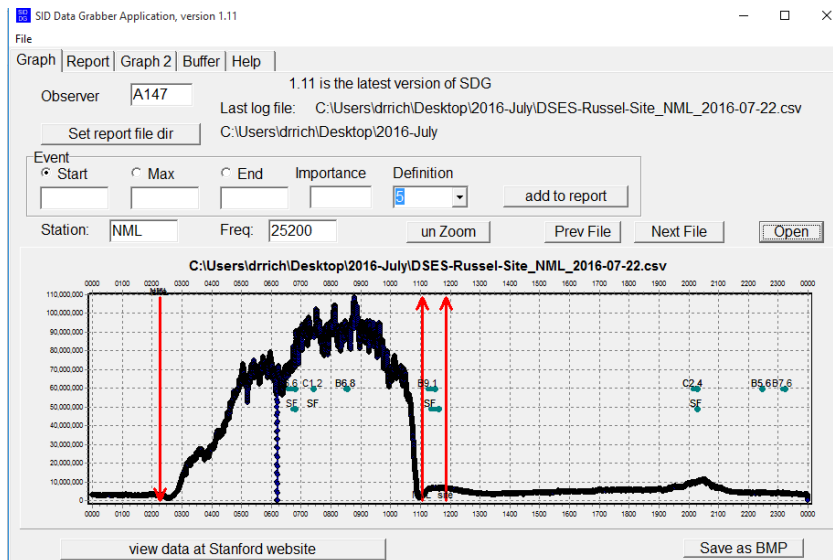 SID Data Grabber Application, version 1.11
File
Graph Report Graph 2 Buffer Help
Observer A147 1.11 is the latest version of SDG
Last log file: C:\Users\drrich\Desktop\2016-July\DSES-Russel-Site_NML_2016-07-22.csv
Set report file dir C:\Users\drrich\Desktop\2016-July
Event
Start Max End Importance Definition
5 add to report
Station: NML Freq: 25200 un Zoom Prev File Next File Open
C:\Users\drrich\Desktop\2016-July\DSES-Russel-Site_NML_2016-07-22.csv
0000 0100 0200 0300 0400 0500 0600 0700 0800 0900 1000 1100 1200 1300 1400 1500 1600 1700 1800 1900 2000 2100 2200 2300 0000
110,000,000
100,000,000
90,000,000
80,000,000
70,000,000
60,000,000
C1.2 B6.8 B9.1 C2.4 B5.6 B7.6
SF SF SF SF
50,000,000
40,000,000
30,000,000
20,000,000
10,000,000
0
0000 0100 0200 0300 0400 0500 0600 0700 0800 0900 1000 1100 1200 1300 1400 1500 1600 1700 1800 1900 2000 2100 2200 2300 0000
view data at Stanford website Save as BMP